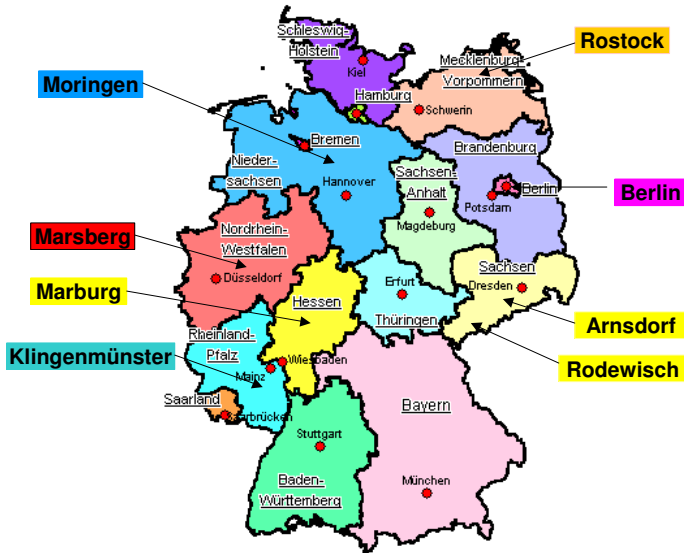 Schleswig-
Holstein
Kiel
Rostock
Mecklenburg-
Vorpommern
Moringen
Hamburg
Schwerin
Bremen
Brandenburg
Nieder-
sachsen
Hannover
Sachsen-
Anhalt
Berlin
Potsdam
Berlin
Magdeburg
Nordrhein-
Westfalen
Marsberg
Düsseldorf
Sachsen
Dresden
Marburg
Hessen
Erfurt
Thüringen
Arnsdorf
Rheinland-
Pfalz
Klingenmünster
Wiesbaden
Mainz
Rodewisch
Saarland
Saarbrücken
Bayern
Stuttgart
Baden-
Württemberg
München